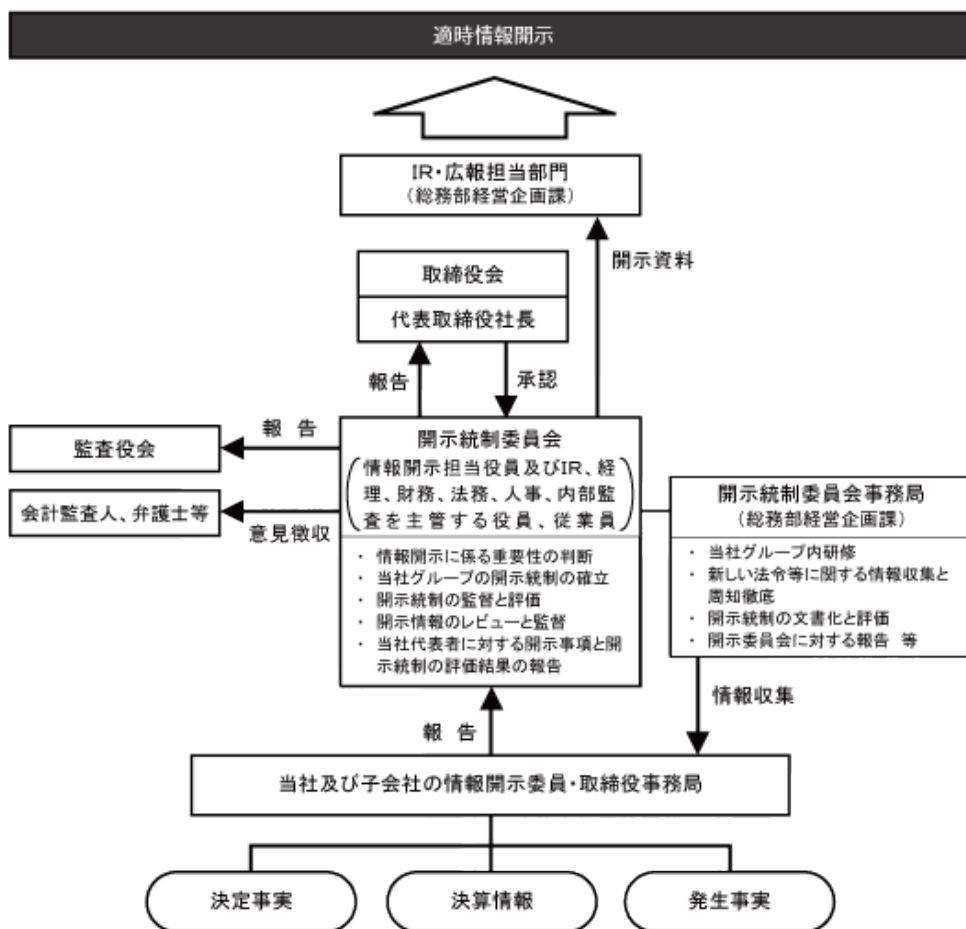 適時情報開示
IR・広報担当部門
(総務部経営企画課)
開示資料
取締役会
代表取締役社長
報告
承認
報 告
監査役会
会計監査人、弁護士等
意見徴収
開示統制委員会
情報開示担当役員及びIR、経
理、財務、法務、人事、内部監
査を主管する役員、従業員
・ 情報開示に係る重要性の判断
・ 当社グループの開示統制の確立
・ 開示統制の監督と評価
・ 開示情報のレビューと監督
・ 当社代表者に対する開示事項と開
示統制の評価結果の報告
開示統制委員会事務局
(総務部経営企画課)
・ 当社グループ内研修
・ 新しい法令等に関する情報収集と
周知徹底
・ 開示統制の文書化と評価
・ 開示委員会に対する報告 等
情報収集
報 告
当社及び子会社の情報開示委員・取締役事務局
決定事実
決算情報
発生事実